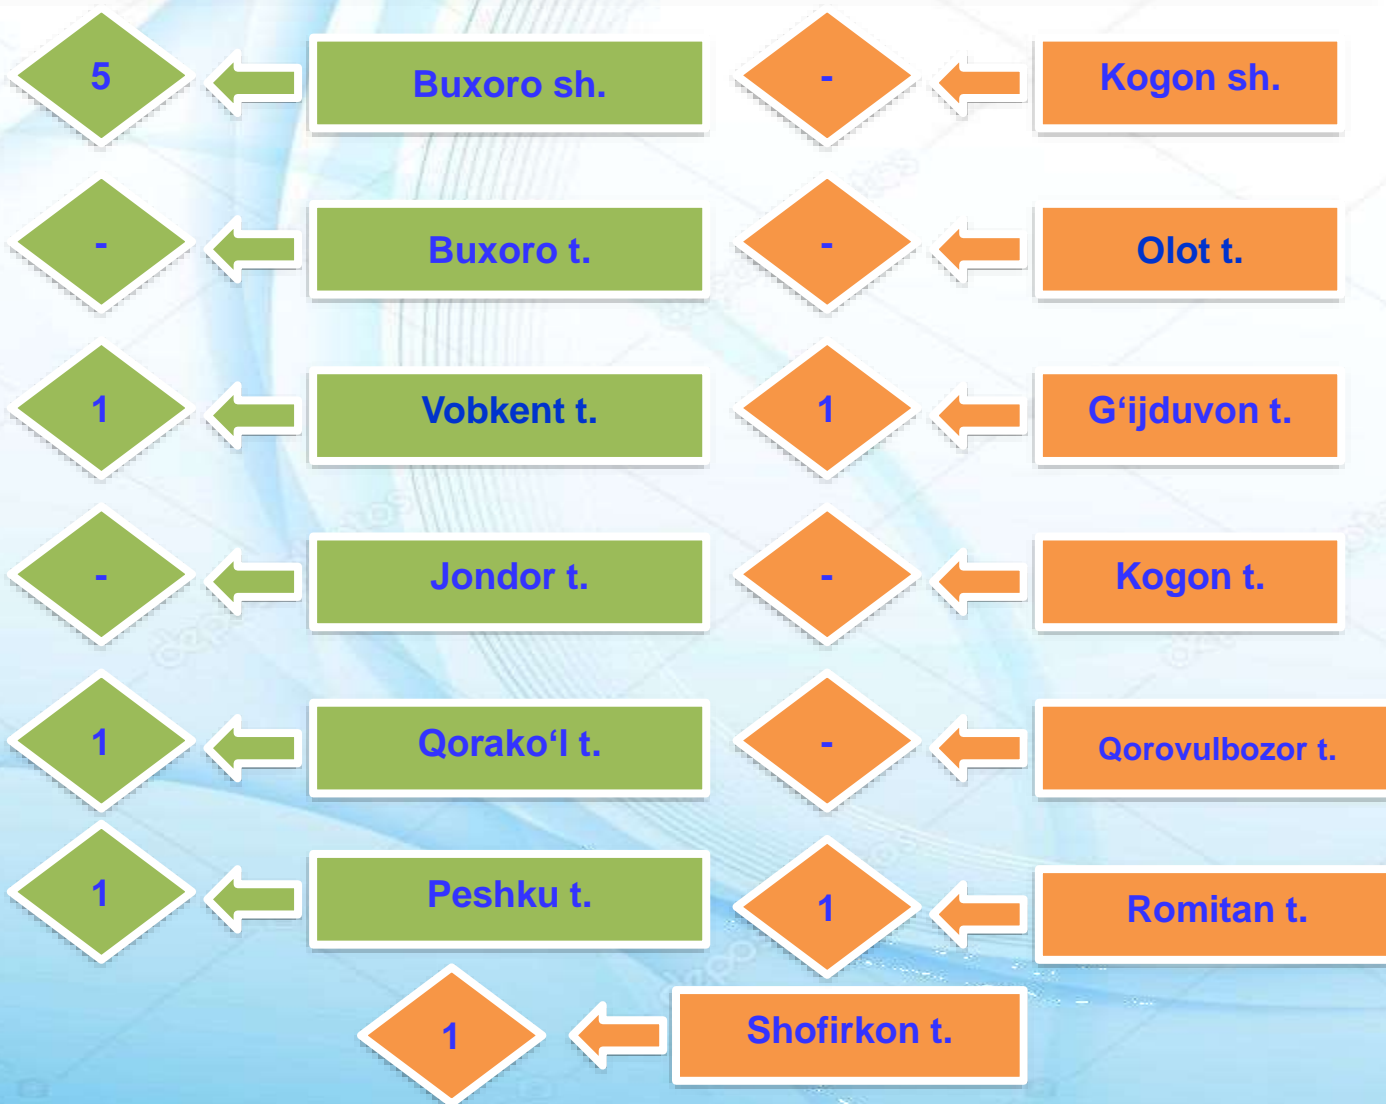 5
Buxoro sh.
-
Kogon sh.
-
Buxoro t.
-
Olot t.
1
Vobkent t.
1
G‘ijduvon t.
-
Jondor t.
-
Kogon t.
1
Qorako‘l t.
-
Qorovulbozor t.
1
Peshku t.
1
Romitan t.
1
Shofirkon t.